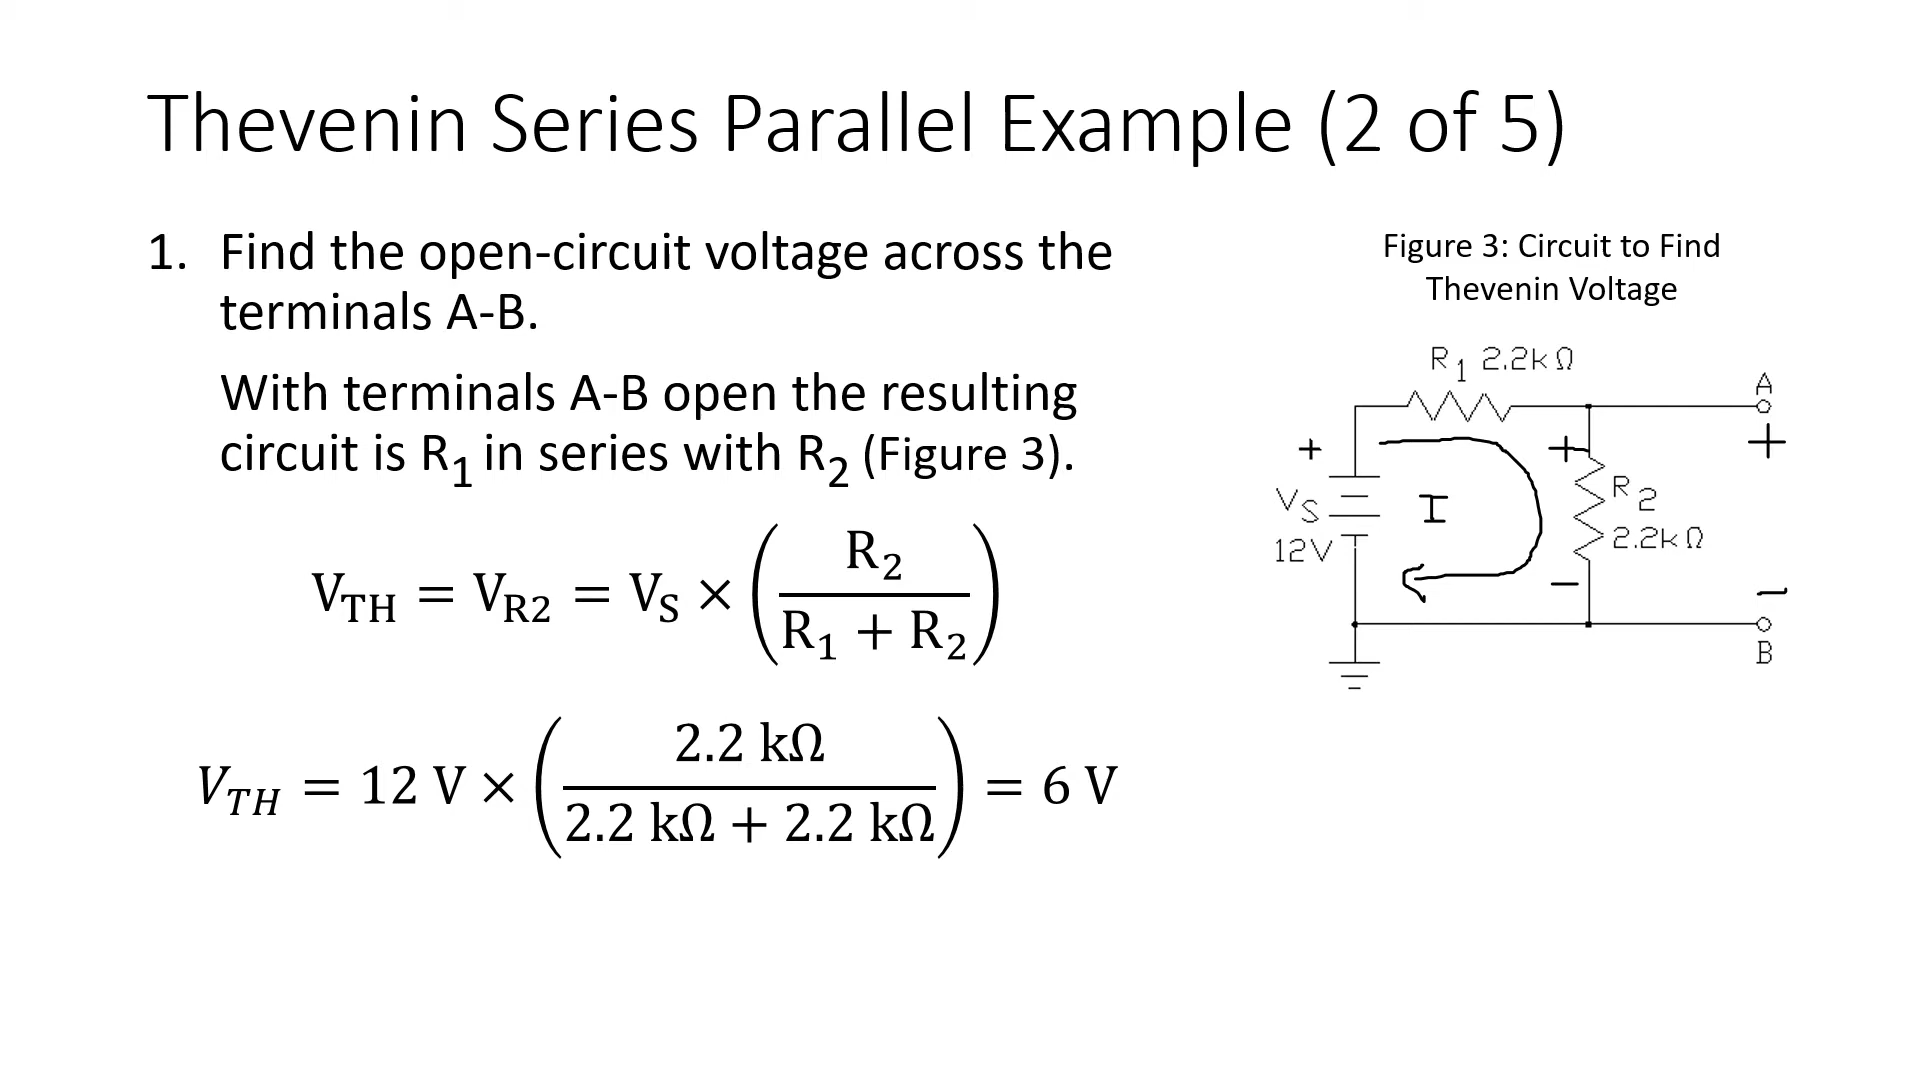 Thevenin Series Parallel Example (2 of 5)
1. Find the open-circuit voltage across the
terminals A-B.
With terminals A-B open the resulting
circuit is R₁ in series with R₂ (Figure 3).
V_TH = V_R2 = V_S × (R₂ / (R₁ + R₂))
V_TH = 12 V × (2.2 kΩ / (2.2 kΩ + 2.2 kΩ)) = 6 V
Figure 3: Circuit to Find
Thevenin Voltage
R₁ 2.2kΩ
A
+ + +
V_S I R₂
12V 2.2kΩ
− −
B